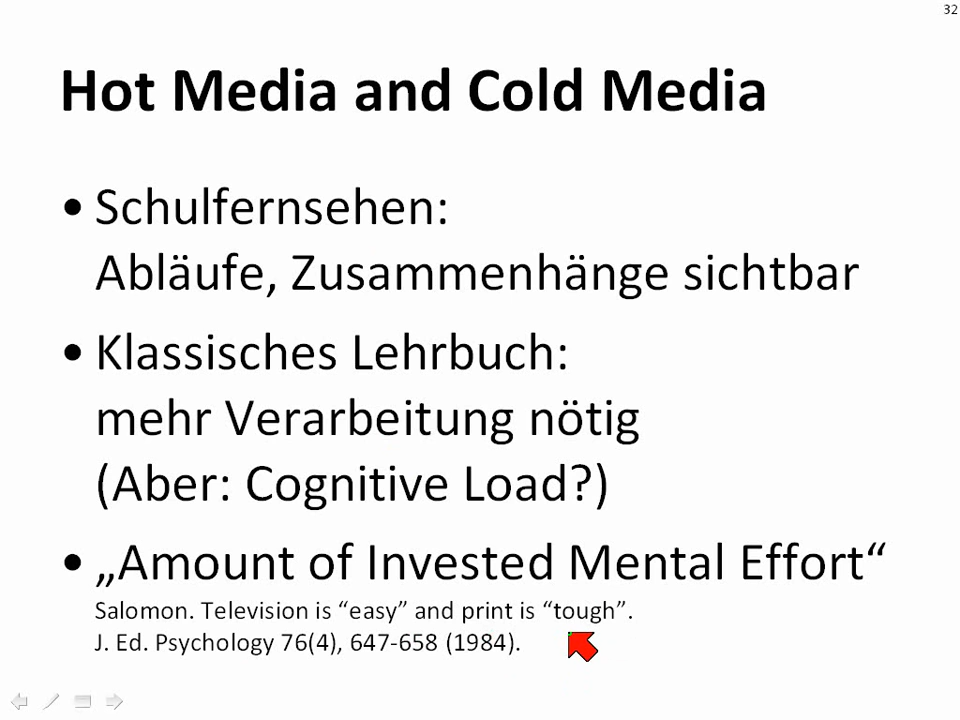 32
Hot Media and Cold Media
• Schulfernsehen:
Abläufe, Zusammenhänge sichtbar
• Klassisches Lehrbuch:
mehr Verarbeitung nötig
(Aber: Cognitive Load?)
• „Amount of Invested Mental Effort“
Salomon. Television is “easy” and print is “tough”.
J. Ed. Psychology 76(4), 647-658 (1984).